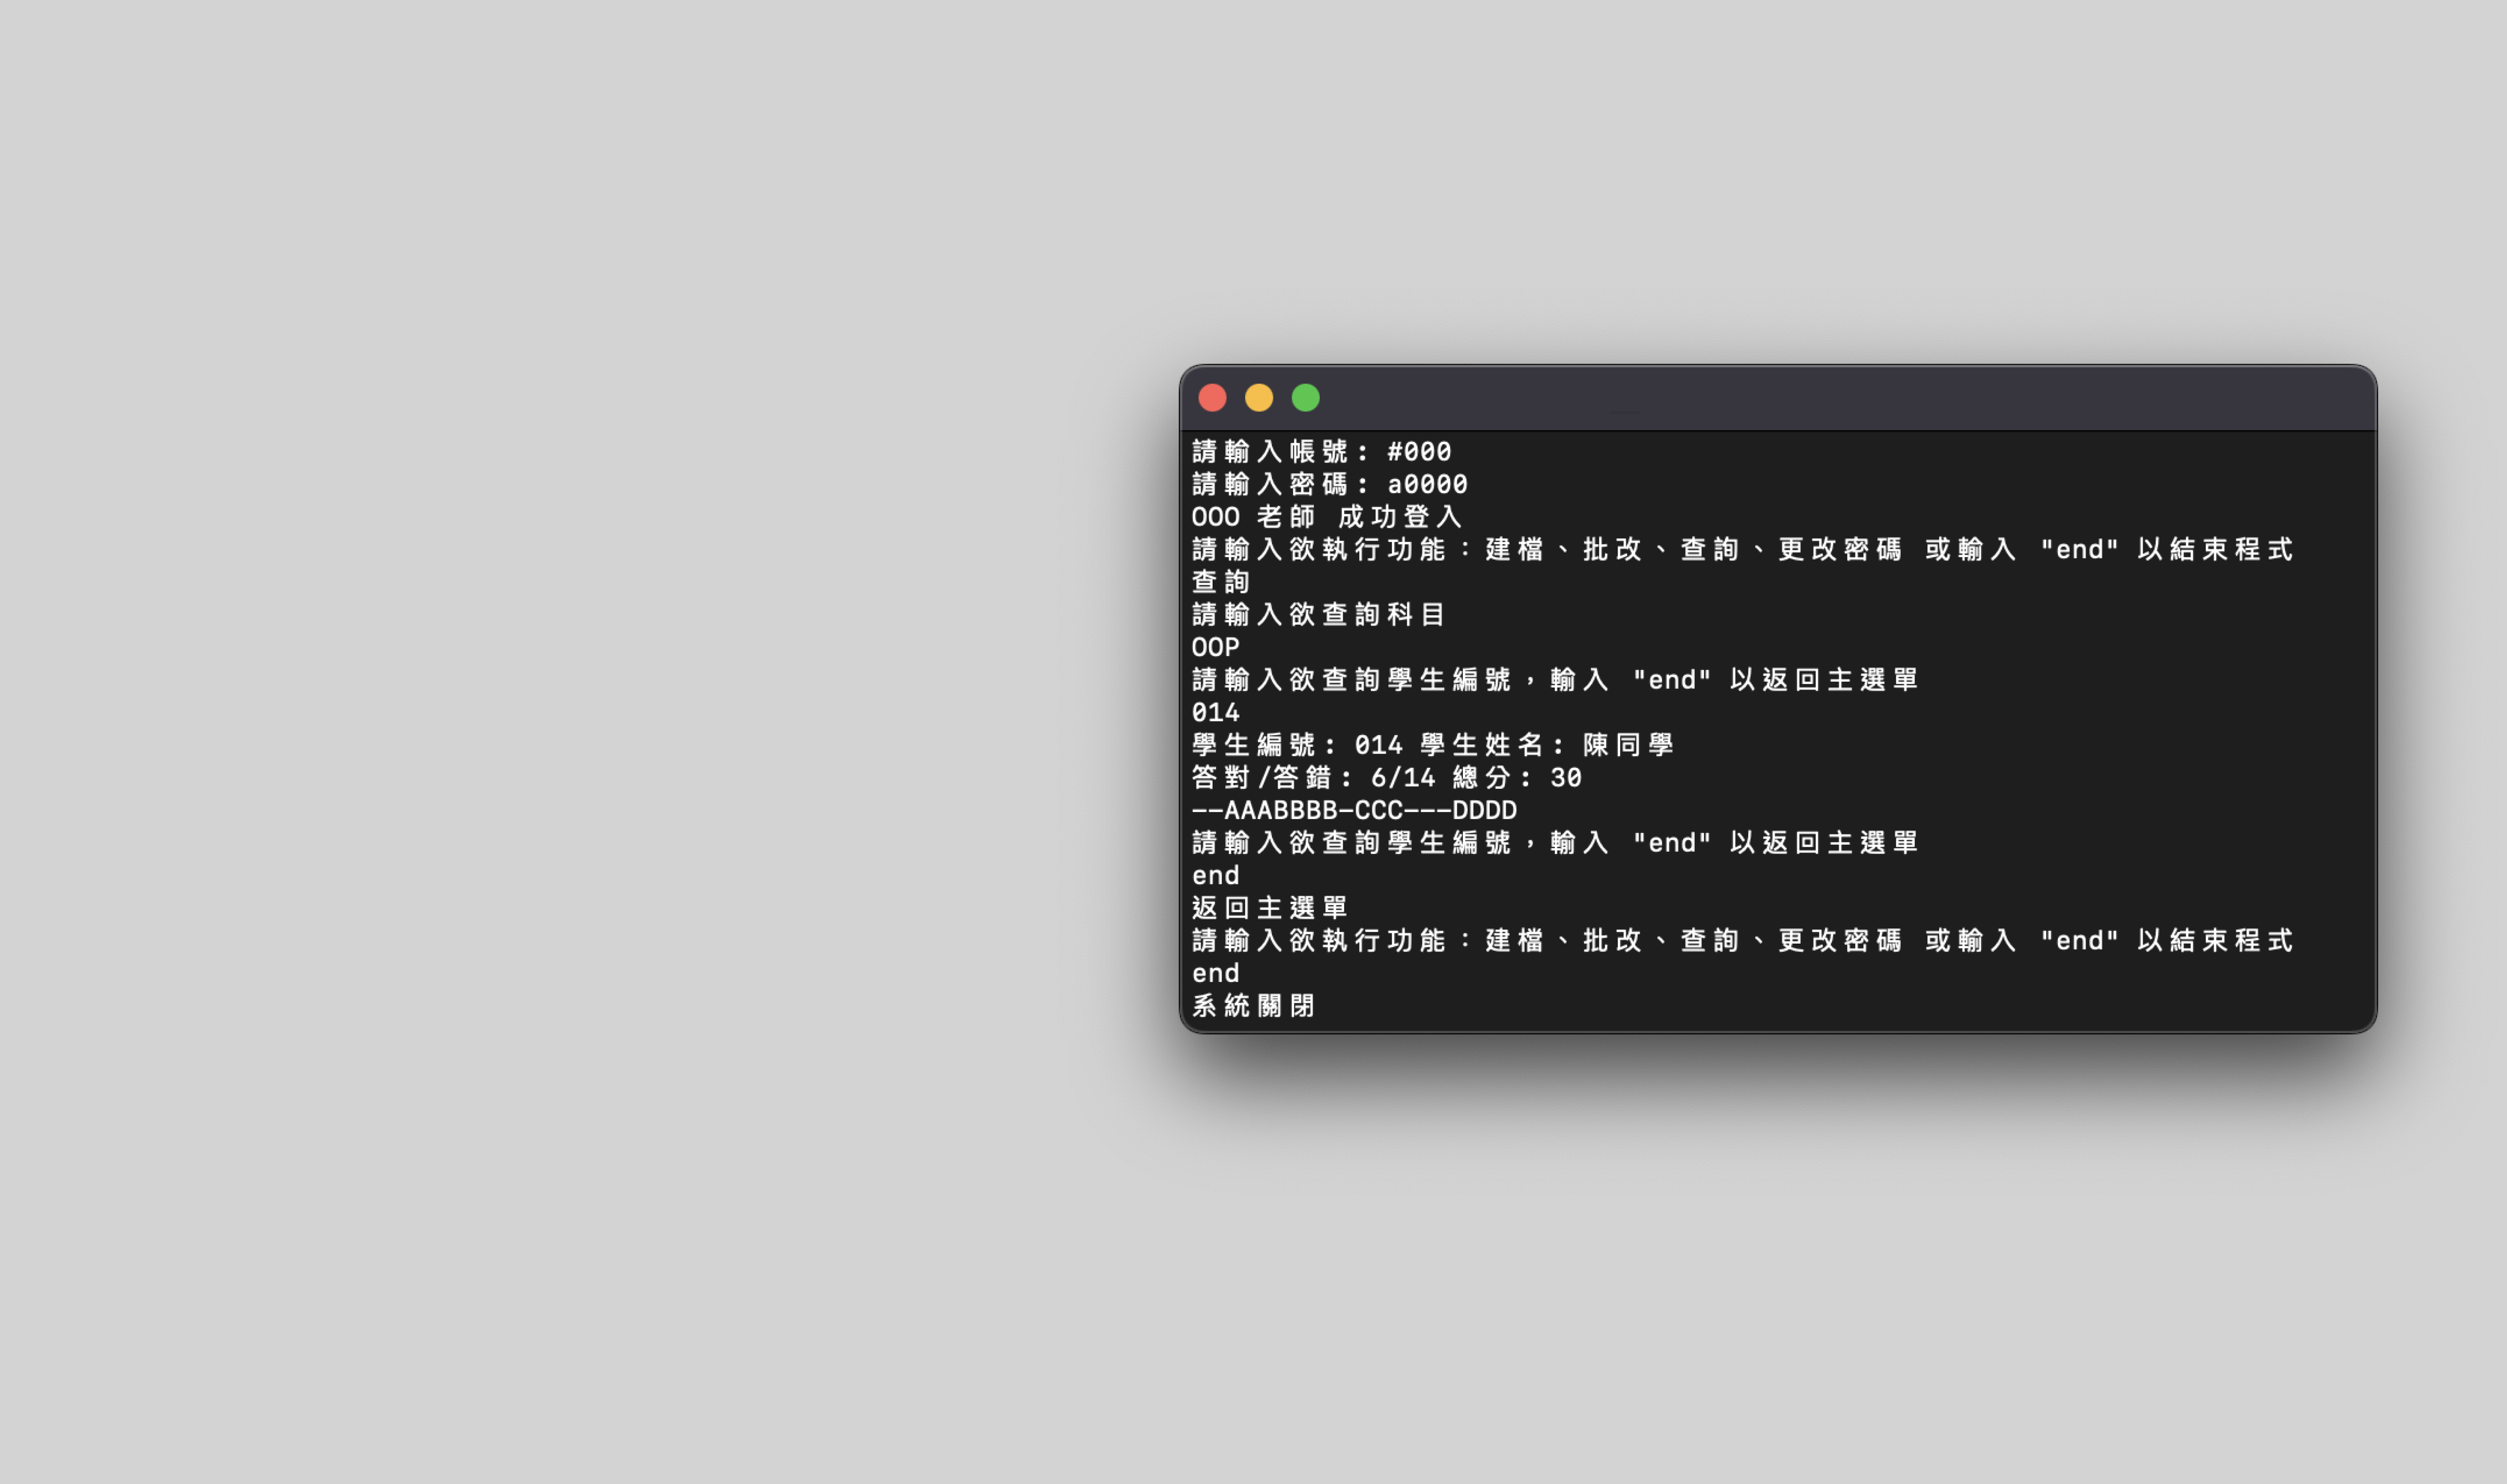 請輸入帳號: #000
請輸入密碼: a0000
OOO 老師 成功登入
請輸入欲執行功能：建檔、批改、查詢、更改密碼 或輸入 "end" 以結束程式
查詢
請輸入欲查詢科目
OOP
請輸入欲查詢學生編號，輸入 "end" 以返回主選單
014
學生編號: 014 學生姓名: 陳同學
答對/答錯: 6/14 總分: 30
--AAABBBB-CCC---DDDD
請輸入欲查詢學生編號，輸入 "end" 以返回主選單
end
返回主選單
請輸入欲執行功能：建檔、批改、查詢、更改密碼 或輸入 "end" 以結束程式
end
系統關閉